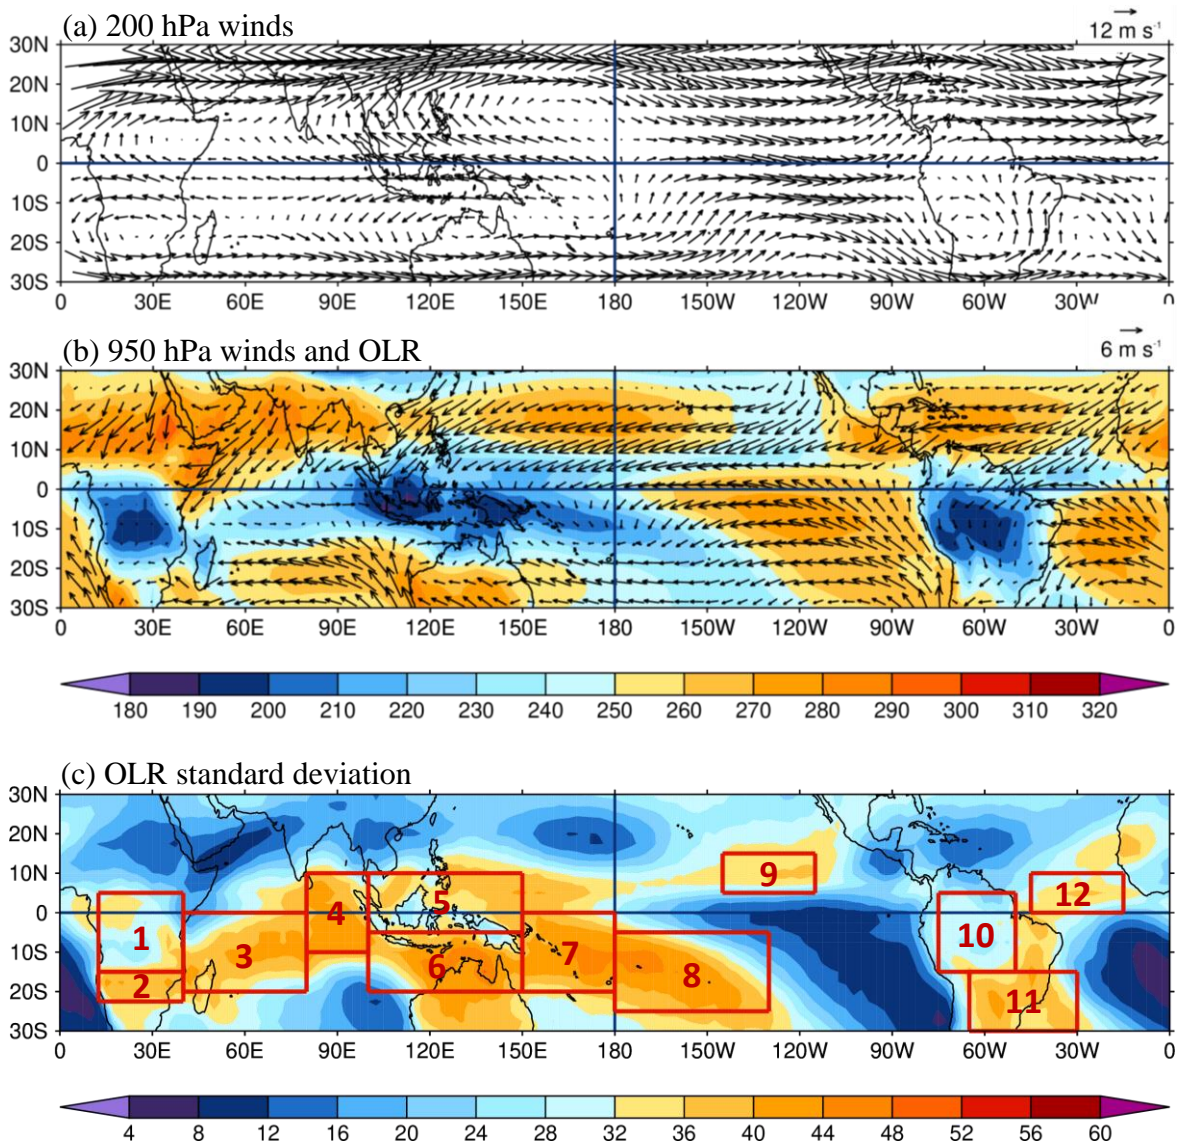 (a) 200 hPa winds
12 m s-1
30N
20N
10N
0
10S
20S
30S
0 30E 60E 90E 120E 150E 180 150W 120W 90W 60W 30W
(b) 950 hPa winds and OLR
6 m s-1
30N
20N
10N
0
10S
20S
30S
0 30E 60E 90E 120E 150E 180 150W 120W 90W 60W 30W 0
180 190 200 210 220 230 240 250 260 270 280 290 300 310 320
(c) OLR standard deviation
30N
20N
10N
0
10S
20S
30S
1
2
3
4
5
6
7
8
9
10
11
12
0 30E 60E 90E 120E 150E 180 150W 120W 90W 60W 30W 0
4 8 12 16 20 24 28 32 36 40 44 48 52 56 60